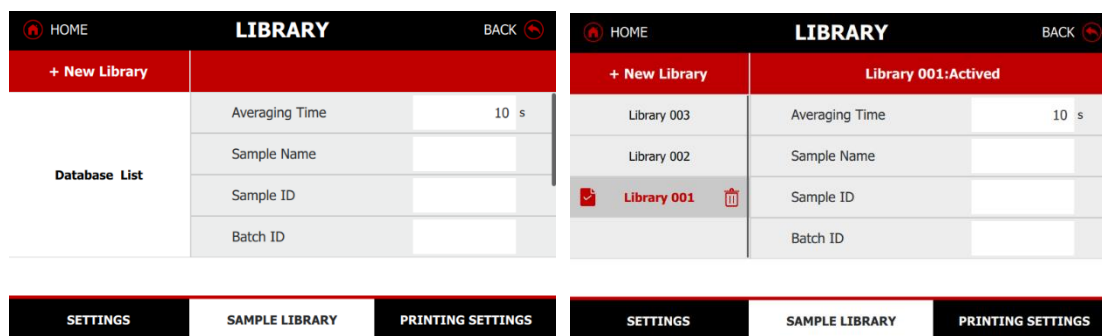 HOME LIBRARY BACK
+ New Library
Averaging Time 10 s
Sample Name
Database List
Sample ID
Batch ID
SETTINGS SAMPLE LIBRARY PRINTING SETTINGS
HOME LIBRARY BACK
+ New Library Library 001:Actived
Library 003 Averaging Time 10 s
Library 002 Sample Name
Library 001 Sample ID
Batch ID
SETTINGS SAMPLE LIBRARY PRINTING SETTINGS